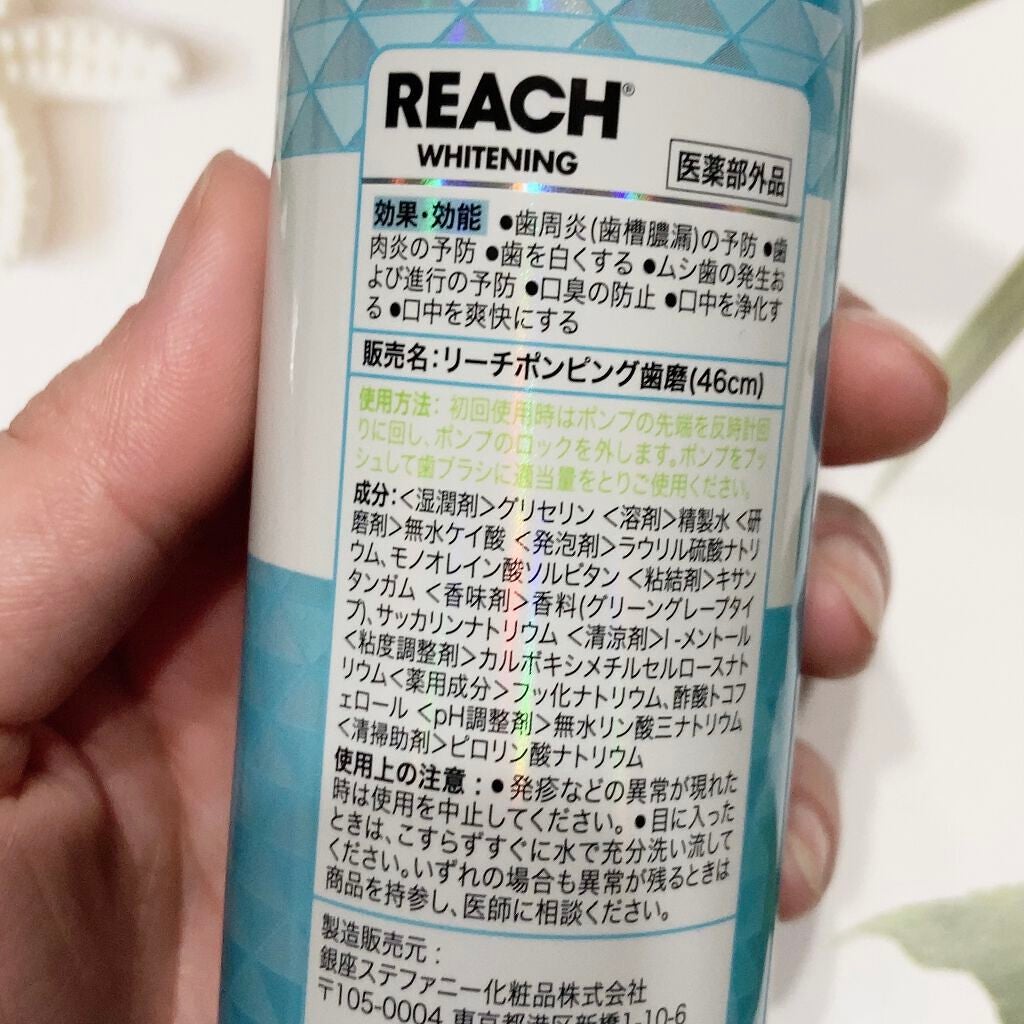 REACH®
WHITENING
医薬部外品
効果・効能 ●歯周炎(歯槽膿漏)の予防 ●歯
肉炎の予防 ●歯を白くする ●ムシ歯の発生お
よび進行の予防 ●口臭の防止 ●口中を浄化す
る ●口中を爽快にする
販売名:リーチポンピング歯磨(46cm)
使用方法: 初回使用時はポンプの先端を反時計回
りに回し、ポンプのロックを外します。ポンプをプッ
シュして歯ブラシに適当量をとりご使用ください。
成分:<湿潤剤>グリセリン <溶剤>精製水 <研
磨剤>無水ケイ酸 <発泡剤>ラウリル硫酸ナトリ
ウム、モノオレイン酸ソルビタン <粘結剤>キサン
タンガム <香味剤>香料(グリーングレープタイ
プ)、サッカリンナトリウム <清涼剤>l-メントール
<粘度調整剤>カルボキシメチルセルロースナト
リウム<薬用成分>フッ化ナトリウム、酢酸トコフ
ェロール <pH調整剤>無水リン酸三ナトリウム
<清掃助剤>ピロリン酸ナトリウム
使用上の注意:●発疹などの異常が現れた
時は使用を中止してください。●目に入った
ときは、こすらずすぐに水で充分洗い流して
ください。いずれの場合も異常が残るときは
商品を持参し、医師に相談ください。
製造販売元:
銀座ステファニー化粧品株式会社
〒105-0004 東京都港区新橋1-10-6